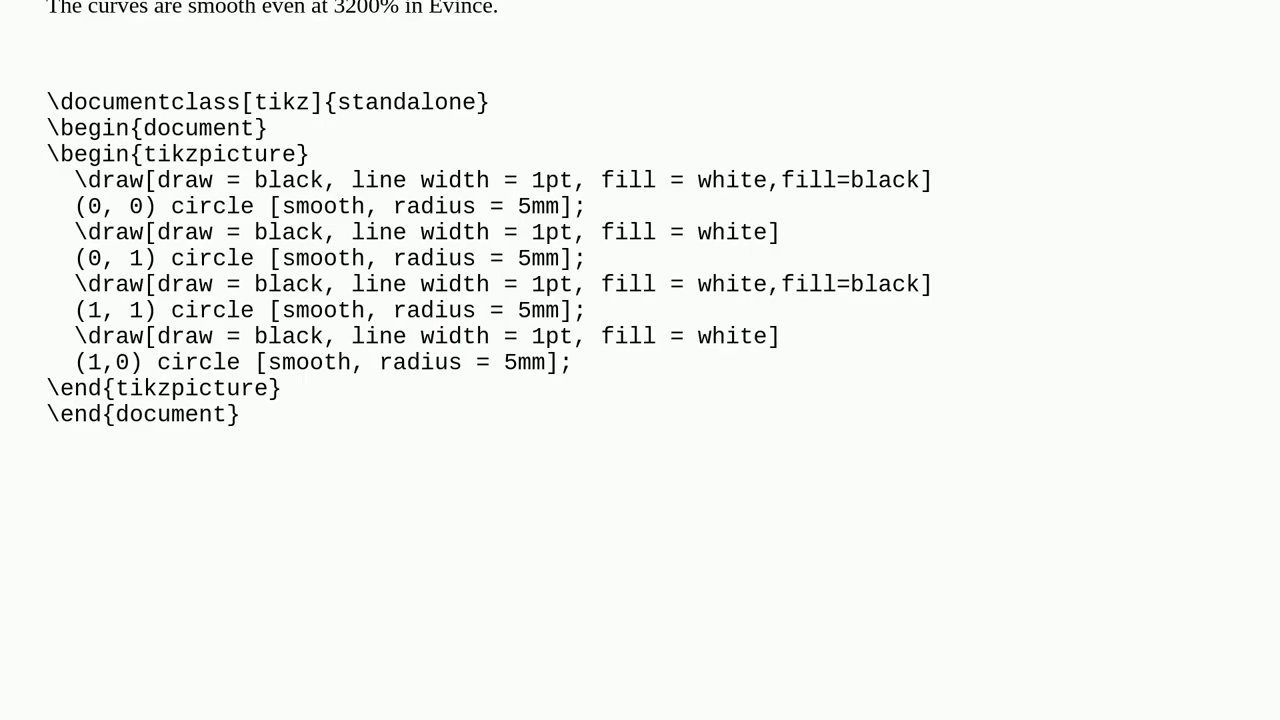 The curves are smooth even at 3200% in Evince.
\documentclass[tikz]{standalone}
\begin{document}
\begin{tikzpicture}
  \draw[draw = black, line width = 1pt, fill = white,fill=black]
  (0, 0) circle [smooth, radius = 5mm];
  \draw[draw = black, line width = 1pt, fill = white]
  (0, 1) circle [smooth, radius = 5mm];
  \draw[draw = black, line width = 1pt, fill = white,fill=black]
  (1, 1) circle [smooth, radius = 5mm];
  \draw[draw = black, line width = 1pt, fill = white]
  (1,0) circle [smooth, radius = 5mm];
\end{tikzpicture}
\end{document}